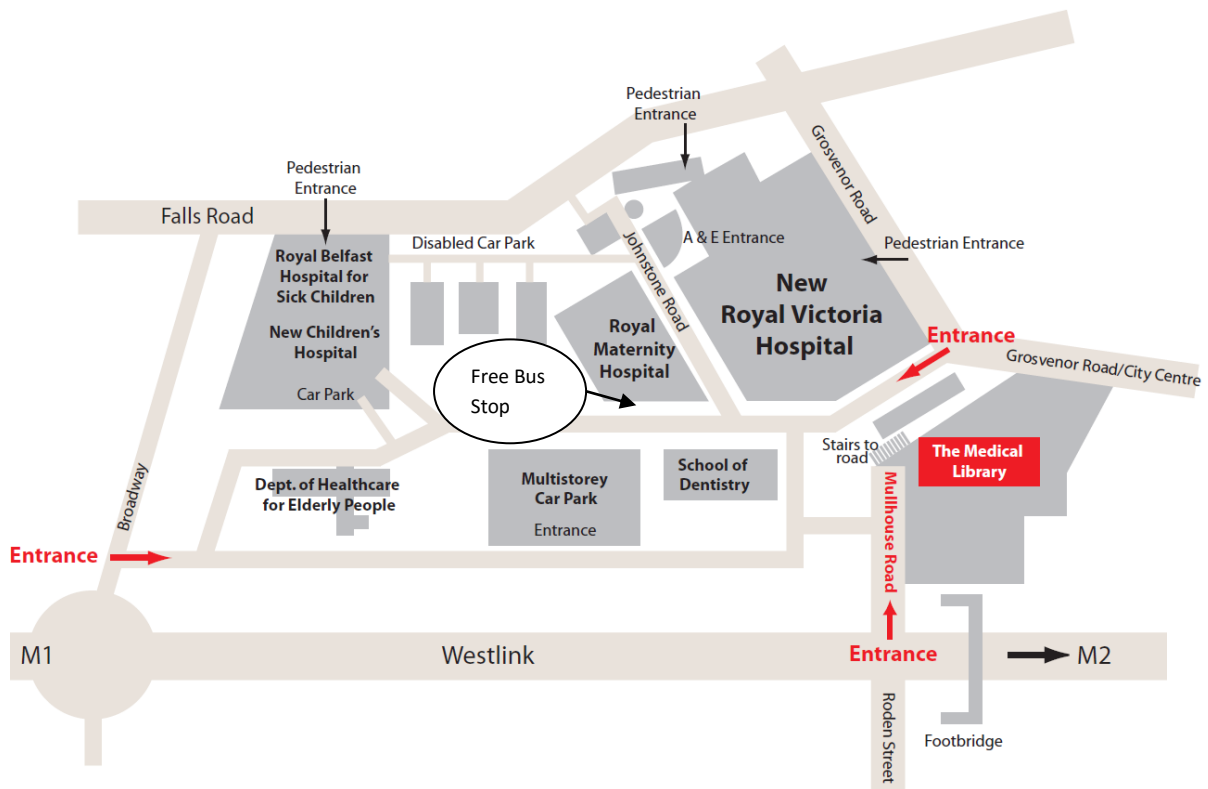 Pedestrian
Entrance
Grosvenor Road
Pedestrian
Entrance
Falls Road
Disabled Car Park
A & E Entrance
Pedestrian Entrance
Royal Belfast
Hospital for
Sick Children
New Children's
Hospital
Car Park
Johnstone Road
New
Royal Victoria
Hospital
Royal
Maternity
Hospital
Entrance
Grosvenor Road/City Centre
Free Bus
Stop
Stairs to
road
The Medical
Library
Broadway
Dept. of Healthcare
for Elderly People
Multistorey
Car Park
Entrance
School of
Dentistry
Mullhouse Road
Entrance
M1
Westlink
Entrance
M2
Roden Street
Footbridge